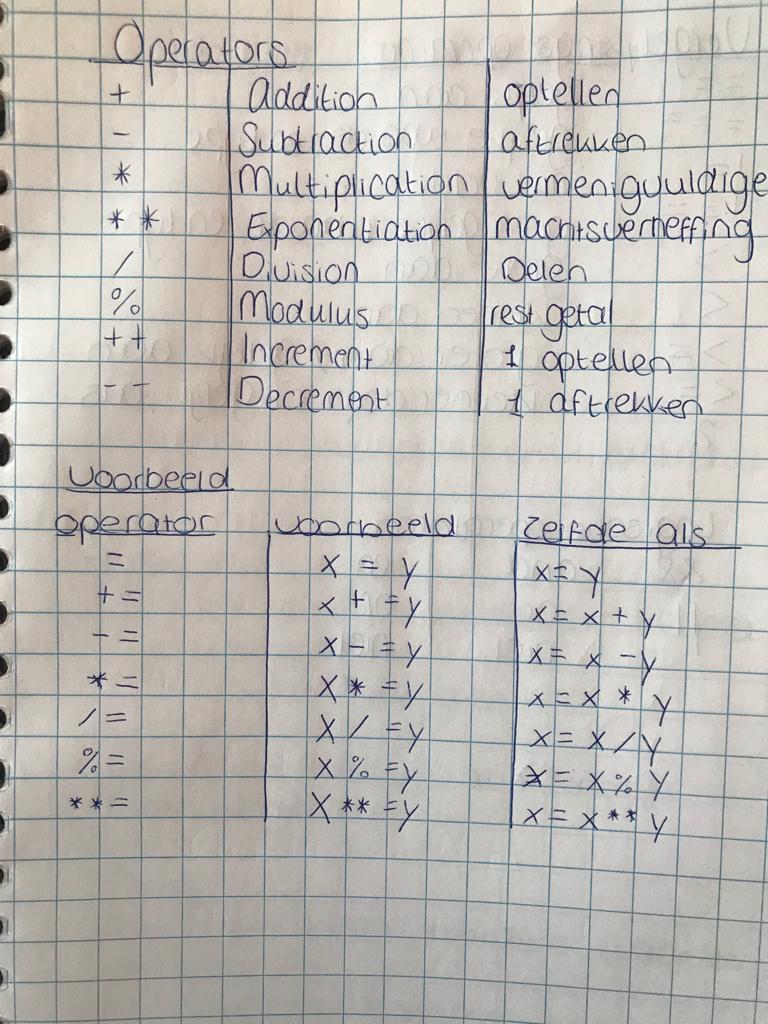 Operators
+ Addition optellen
- Subtraction aftrekken
* Multiplication vermenigvuldige
** Exponentiation machtsverheffing
/ Division Delen
% Modulus rest getal
++ Increment 1 optellen
-- Decrement 1 aftrekken
voorbeeld
operator voorbeeld zelfde als
= x = y x = y
+= x += y x = x + y
-= x -= y x = x - y
*= x *= y x = x * y
/= x /= y x = x / y
%= x %= y x = x % y
**= x **= y x = x ** y